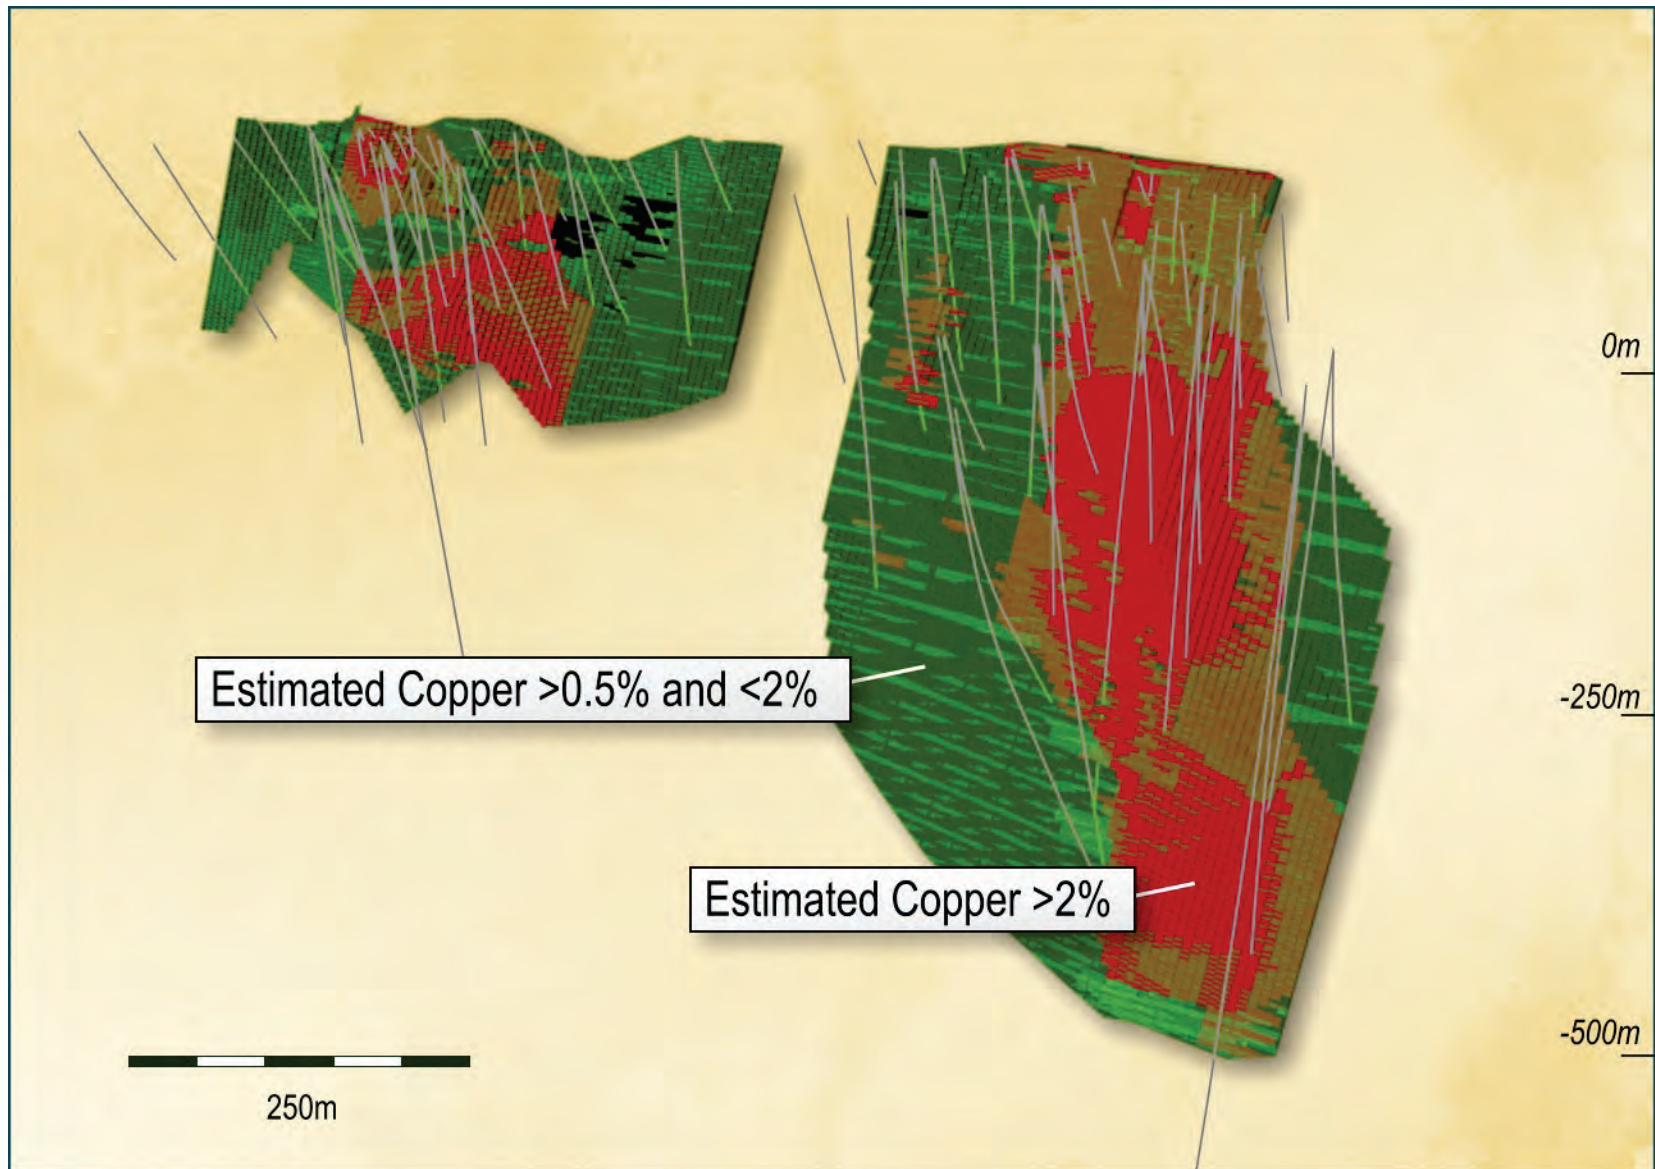 0m
Estimated Copper >0.5% and <2%
-250m
Estimated Copper >2%
-500m
250m